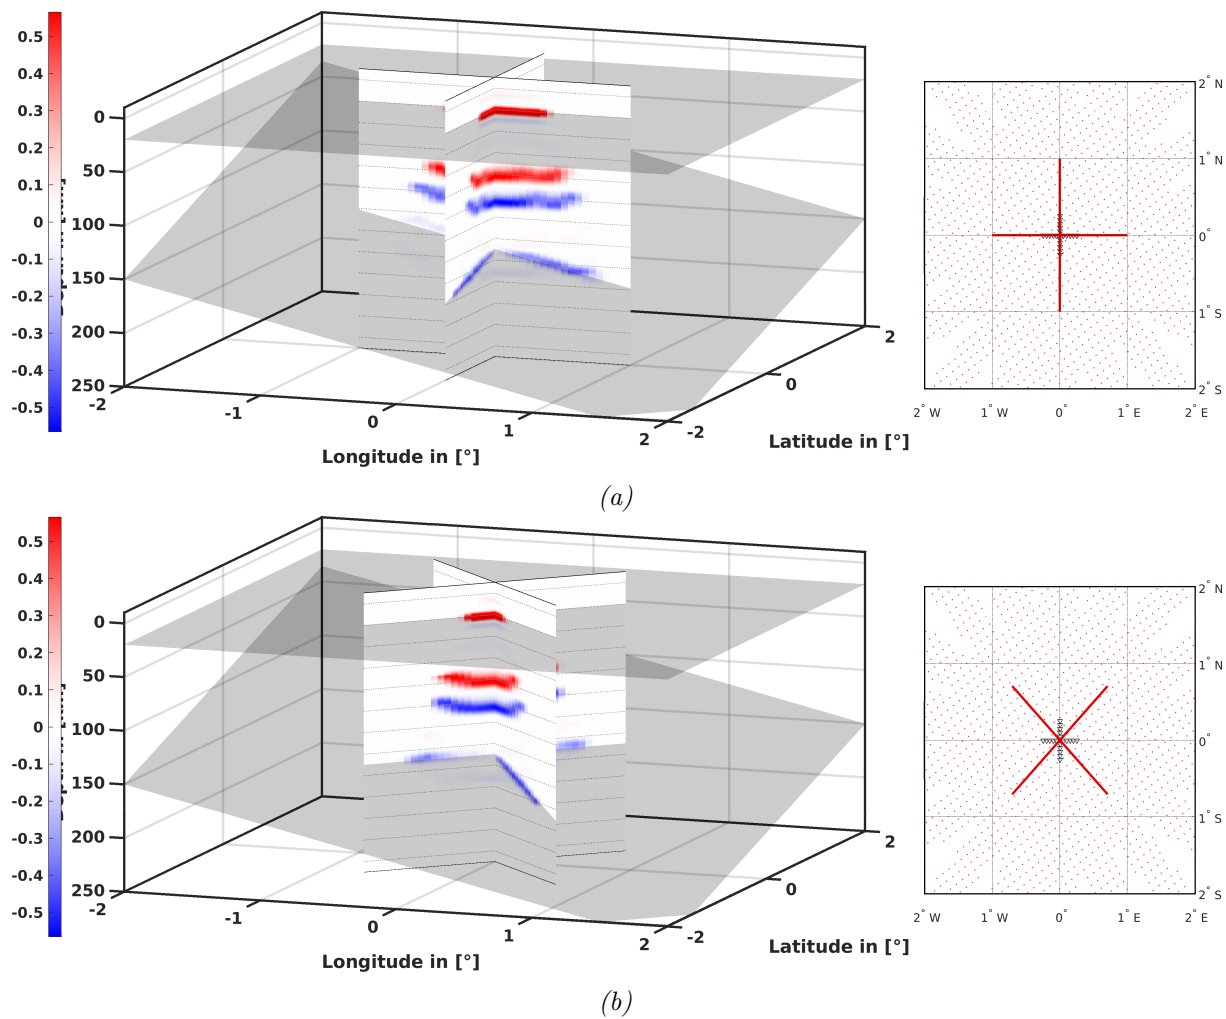 0.5
0.4
0.3
0.2
0.1
0
-0.1
-0.2
-0.3
-0.4
-0.5
0
50
100
150
200
250
-2
-1
0
1
2
-2
0
2
Longitude in [°]
Latitude in [°]
2° N
1° N
0°
1° S
2° S
2° W
1° W
0°
1° E
2° E
(a)
0.5
0.4
0.3
0.2
0.1
0
-0.1
-0.2
-0.3
-0.4
-0.5
0
50
100
150
200
250
-2
-1
0
1
2
-2
0
2
Longitude in [°]
Latitude in [°]
2° N
1° N
0°
1° S
2° S
2° W
1° W
0°
1° E
2° E
(b)